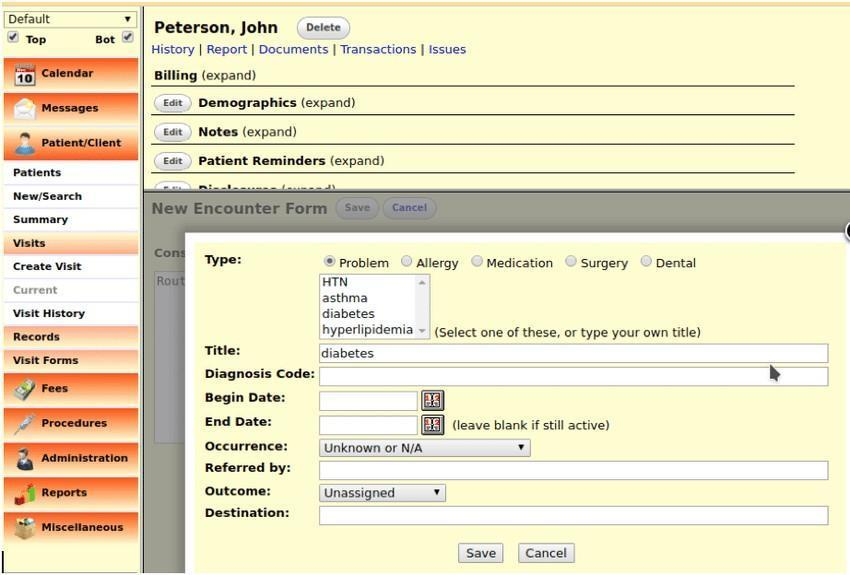 Default
Top Bot
Calendar
Messages
Patient/Client
Patients
New/Search
Summary
Visits
Create Visit
Current
Visit History
Records
Visit Forms
Fees
Procedures
Administration
Reports
Miscellaneous
Peterson, John Delete
History | Report | Documents | Transactions | Issues
Billing (expand)
Edit Demographics (expand)
Edit Notes (expand)
Edit Patient Reminders (expand)
Edit Disclosures (expand)
New Encounter Form Save Cancel
Cons
Rout
Type: Problem Allergy Medication Surgery Dental
HTN
asthma
diabetes
hyperlipidemia (Select one of these, or type your own title)
Title: diabetes
Diagnosis Code:
Begin Date:
End Date: (leave blank if still active)
Occurrence: Unknown or N/A
Referred by:
Outcome: Unassigned
Destination:
Save Cancel